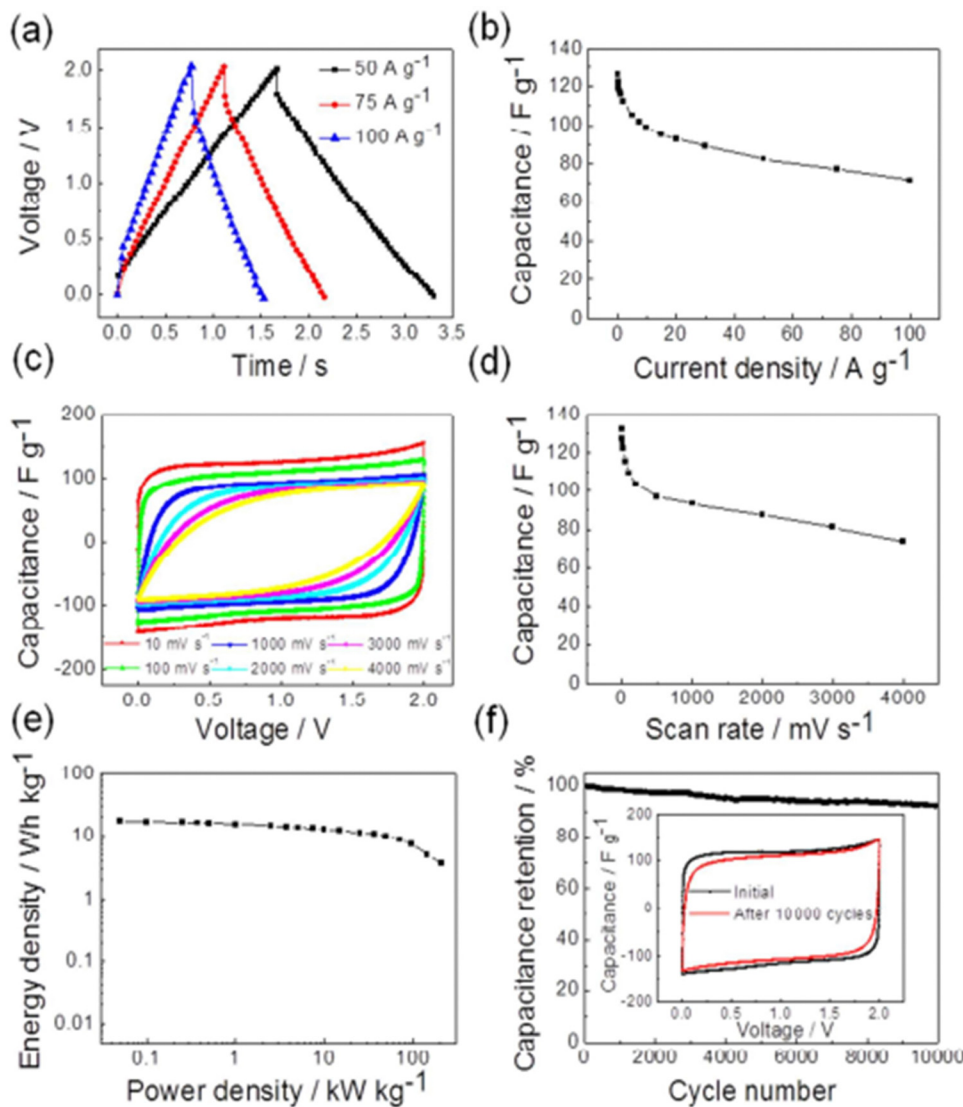 (a)
2.0
1.5
1.0
0.5
0.0
Voltage / V
50 A g⁻¹
75 A g⁻¹
100 A g⁻¹
0.0 0.5 1.0 1.5 2.0 2.5 3.0 3.5
Time / s
(b)
140
120
100
80
60
40
20
0
Capacitance / F g⁻¹
0 20 40 60 80 100
Current density / A g⁻¹
(c)
200
100
0
-100
-200
Capacitance / F g⁻¹
10 mV s⁻¹ 1000 mV s⁻¹ 3000 mV s⁻¹
100 mV s⁻¹ 2000 mV s⁻¹ 4000 mV s⁻¹
0.0 0.5 1.0 1.5 2.0
Voltage / V
(d)
140
120
100
80
60
40
20
0
Capacitance / F g⁻¹
0 1000 2000 3000 4000
Scan rate / mV s⁻¹
(e)
100
10
1
0.1
0.01
Energy density / Wh kg⁻¹
0.1 1 10 100
Power density / kW kg⁻¹
(f)
100
80
60
40
20
0
Capacitance retention / %
200
100
0
-100
-200
Capacitance / F g⁻¹
Initial
After 10000 cycles
0.0 0.5 1.0 1.5 2.0
Voltage / V
0 2000 4000 6000 8000 10000
Cycle number